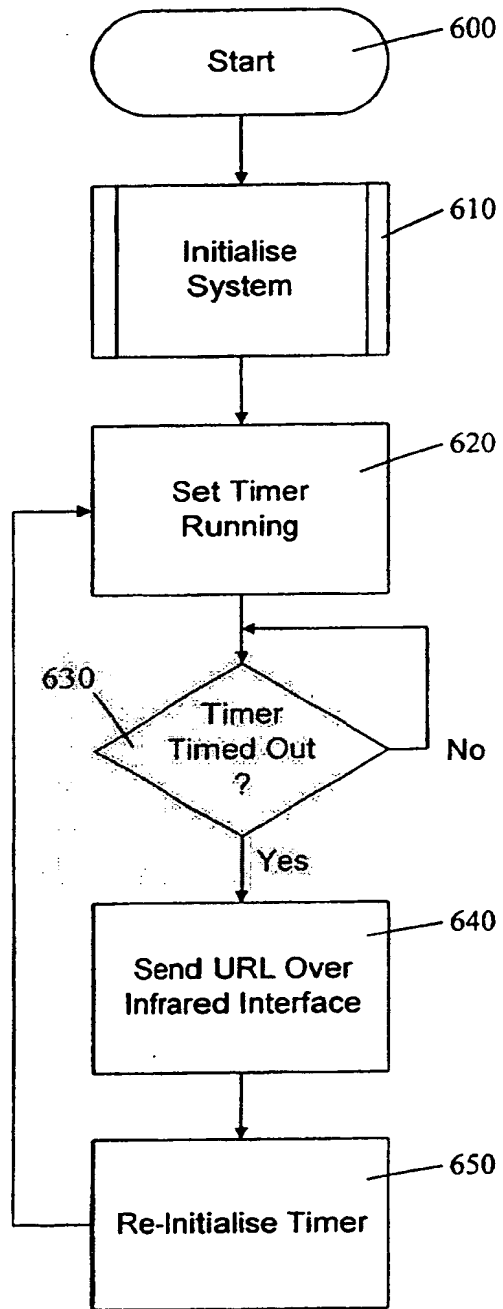 Start
600
610
Initialise
System
620
Set Timer
Running
630
Timer
Timed Out
?
No
Yes
640
Send URL Over
Infrared Interface
650
Re-Initialise Timer